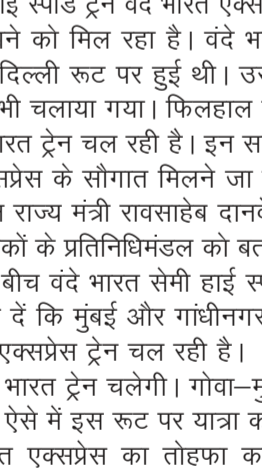 स्पीड ट्रेन वंदे भारत एक्स
ने को मिल रहा है। वंदे भ
दिल्ली रूट पर हुई थी। उ
भी चलाया गया। फिलहाल
रत ट्रेन चल रही है। इन स
प्रेस के सौगात मिलने जा
राज्य मंत्री रावसाहेब दानवे
कों के प्रतिनिधिमंडल को बत
बीच वंदे भारत सेमी हाई स्
दें कि मुंबई और गांधीनगर
एक्सप्रेस ट्रेन चल रही है।
भारत ट्रेन चलेगी। गोवा–मु
ऐसे में इस रूट पर यात्रा क
त एक्सप्रेस का तोहफा क